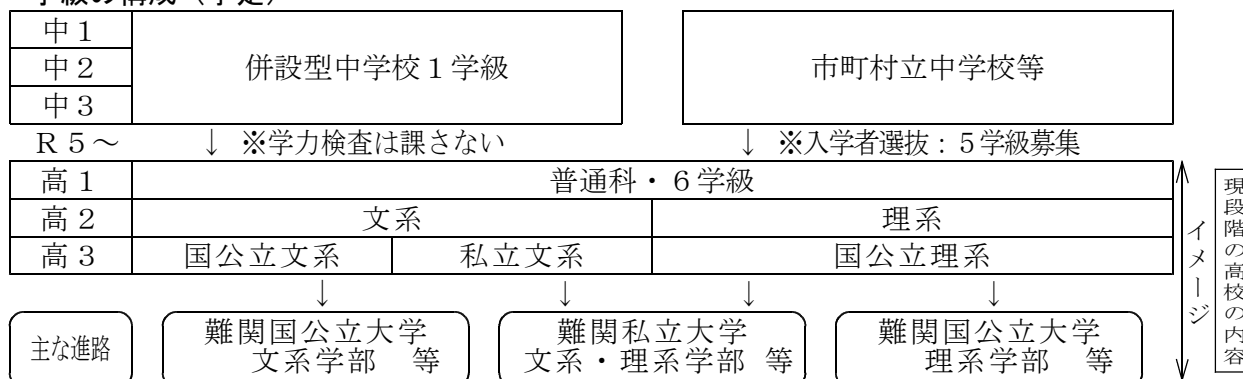 学級の構成(予定)
中1
中2
中3
併設型中学校1学級
市町村立中学校等
R5~ ↓ ※学力検査は課さない ↓ ※入学者選抜:5学級募集
高1 普通科・6学級
高2 文系 理系
高3 国公立文系 私立文系 国公立理系
↓ ↓ ↓ ↓
主な進路
難関国公立大学
文系学部 等
難関私立大学
文系・理系学部 等
難関国公立大学
理系学部 等
イメージ
現段階の高校の内容